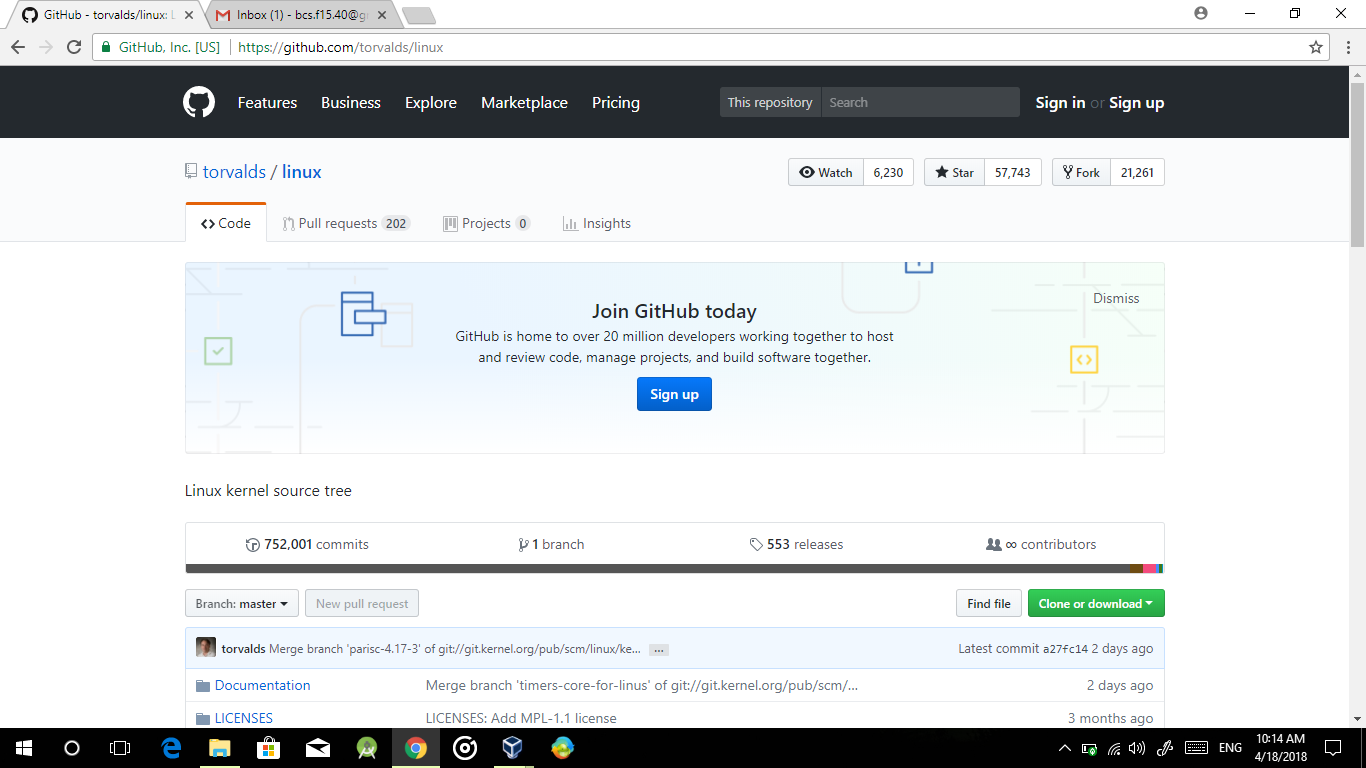 GitHub - torvalds/linux: L
Inbox (1) - bcs.f15.40@g
GitHub, Inc. [US] https://github.com/torvalds/linux
Features Business Explore Marketplace Pricing This repository Search Sign in or Sign up
torvalds / linux Watch 6,230 Star 57,743 Fork 21,261
Code Pull requests 202 Projects 0 Insights
Join GitHub today
Dismiss
GitHub is home to over 20 million developers working together to host
and review code, manage projects, and build software together.
Sign up
Linux kernel source tree
752,001 commits 1 branch 553 releases ∞ contributors
Branch: master New pull request Find file Clone or download
torvalds Merge branch 'parisc-4.17-3' of git://git.kernel.org/pub/scm/linux/ke... ... Latest commit a27fc14 2 days ago
Documentation Merge branch 'timers-core-for-linus' of git://git.kernel.org/pub/scm/... 2 days ago
LICENSES LICENSES: Add MPL-1.1 license 3 months ago
ENG 10:14 AM
4/18/2018